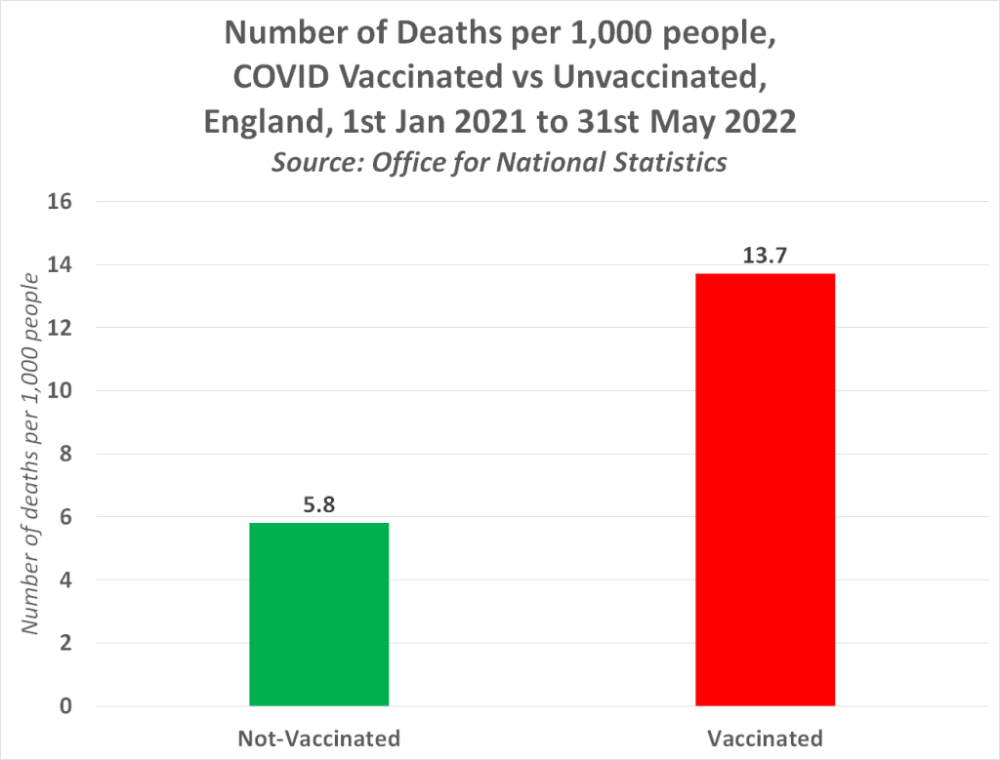 Number of Deaths per 1,000 people,
COVID Vaccinated vs Unvaccinated,
England, 1st Jan 2021 to 31st May 2022
Source: Office for National Statistics
Number of deaths per 1,000 people
16
14
12
10
8
6
4
2
0
5.8
13.7
Not-Vaccinated
Vaccinated